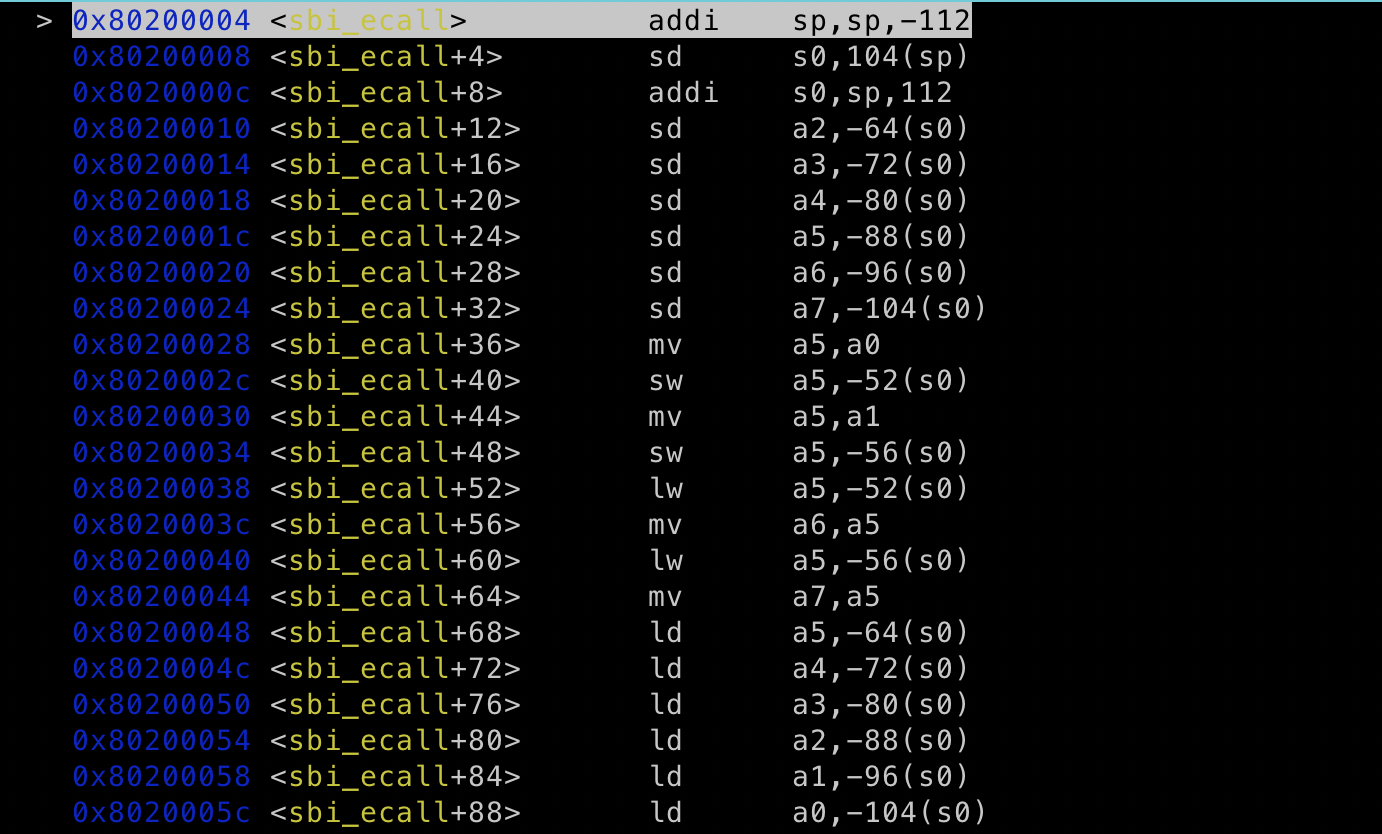 > 0x80200004 <sbi_ecall> addi sp,sp,-112
0x80200008 <sbi_ecall+4> sd s0,104(sp)
0x8020000c <sbi_ecall+8> addi s0,sp,112
0x80200010 <sbi_ecall+12> sd a2,-64(s0)
0x80200014 <sbi_ecall+16> sd a3,-72(s0)
0x80200018 <sbi_ecall+20> sd a4,-80(s0)
0x8020001c <sbi_ecall+24> sd a5,-88(s0)
0x80200020 <sbi_ecall+28> sd a6,-96(s0)
0x80200024 <sbi_ecall+32> sd a7,-104(s0)
0x80200028 <sbi_ecall+36> mv a5,a0
0x8020002c <sbi_ecall+40> sw a5,-52(s0)
0x80200030 <sbi_ecall+44> mv a5,a1
0x80200034 <sbi_ecall+48> sw a5,-56(s0)
0x80200038 <sbi_ecall+52> lw a5,-52(s0)
0x8020003c <sbi_ecall+56> mv a6,a5
0x80200040 <sbi_ecall+60> lw a5,-56(s0)
0x80200044 <sbi_ecall+64> mv a7,a5
0x80200048 <sbi_ecall+68> ld a5,-64(s0)
0x8020004c <sbi_ecall+72> ld a4,-72(s0)
0x80200050 <sbi_ecall+76> ld a3,-80(s0)
0x80200054 <sbi_ecall+80> ld a2,-88(s0)
0x80200058 <sbi_ecall+84> ld a1,-96(s0)
0x8020005c <sbi_ecall+88> ld a0,-104(s0)